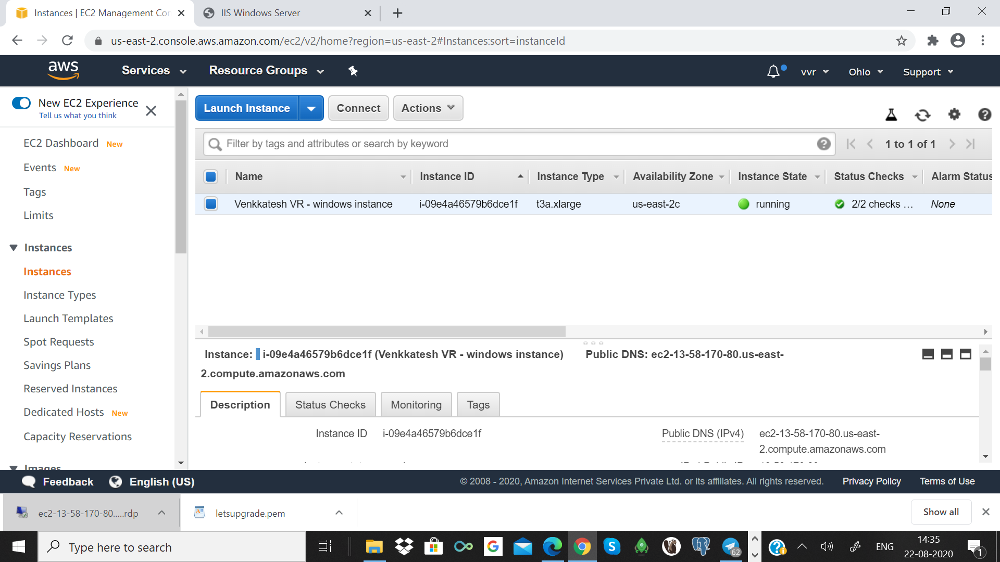 Instances | EC2 Management Con
IIS Windows Server
us-east-2.console.aws.amazon.com/ec2/v2/home?region=us-east-2#Instances:sort=instanceId
aws
Services
Resource Groups
vvr
Ohio
Support
New EC2 Experience
Tell us what you think
EC2 Dashboard New
Events New
Tags
Limits
Instances
Instances
Instance Types
Launch Templates
Spot Requests
Savings Plans
Reserved Instances
Dedicated Hosts New
Capacity Reservations
Images
Launch Instance
Connect
Actions
Filter by tags and attributes or search by keyword
1 to 1 of 1
Name Instance ID Instance Type Availability Zone Instance State Status Checks Alarm Status
Venkkatesh VR - windows instance i-09e4a46579b6dce1f t3a.xlarge us-east-2c running 2/2 checks … None
Instance: i-09e4a46579b6dce1f (Venkkatesh VR - windows instance) Public DNS: ec2-13-58-170-80.us-east-
2.compute.amazonaws.com
Description
Status Checks
Monitoring
Tags
Instance ID i-09e4a46579b6dce1f
Public DNS (IPv4) ec2-13-58-170-80.us-east-
2.compute.amazonaws.com
Feedback
English (US)
© 2008 - 2020, Amazon Internet Services Private Ltd. or its affiliates. All rights reserved.
Privacy Policy
Terms of Use
ec2-13-58-170-80.....rdp
letsupgrade.pem
Show all
Type here to search
62
ENG
14:35
22-08-2020
1